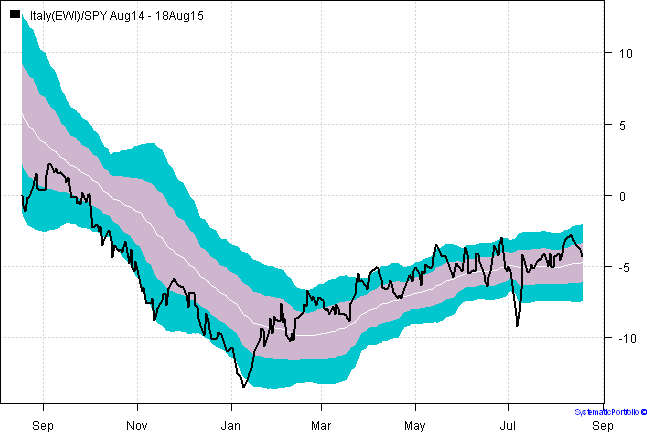 Italy(EWI)/SPY Aug14 - 18Aug15
10
5
0
-5
-10
Sep Nov Jan Mar May Jul Sep
SystematicPortfolio ©